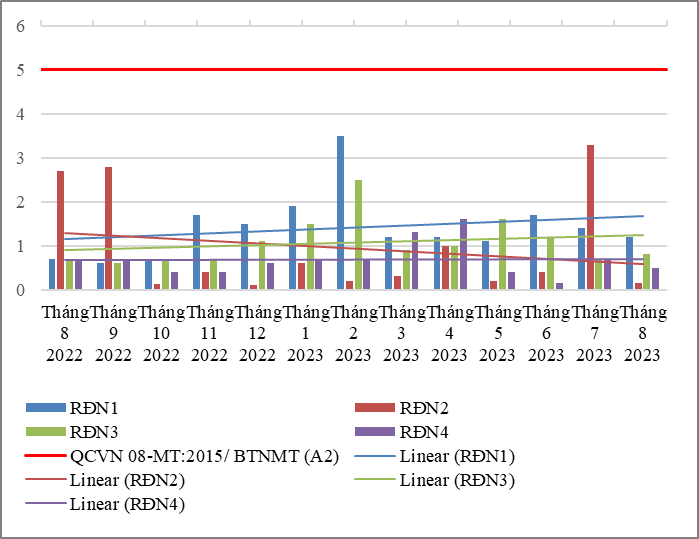 6
5
4
3
2
1
0
Tháng Tháng Tháng Tháng Tháng Tháng Tháng Tháng Tháng Tháng Tháng Tháng Tháng
8 9 10 11 12 1 2 3 4 5 6 7 8
2022 2022 2022 2022 2022 2023 2023 2023 2023 2023 2023 2023 2023
RĐN1 RĐN2
RĐN3 RĐN4
QCVN 08-MT:2015/ BTNMT (A2) Linear (RĐN1)
Linear (RĐN2) Linear (RĐN3)
Linear (RĐN4)